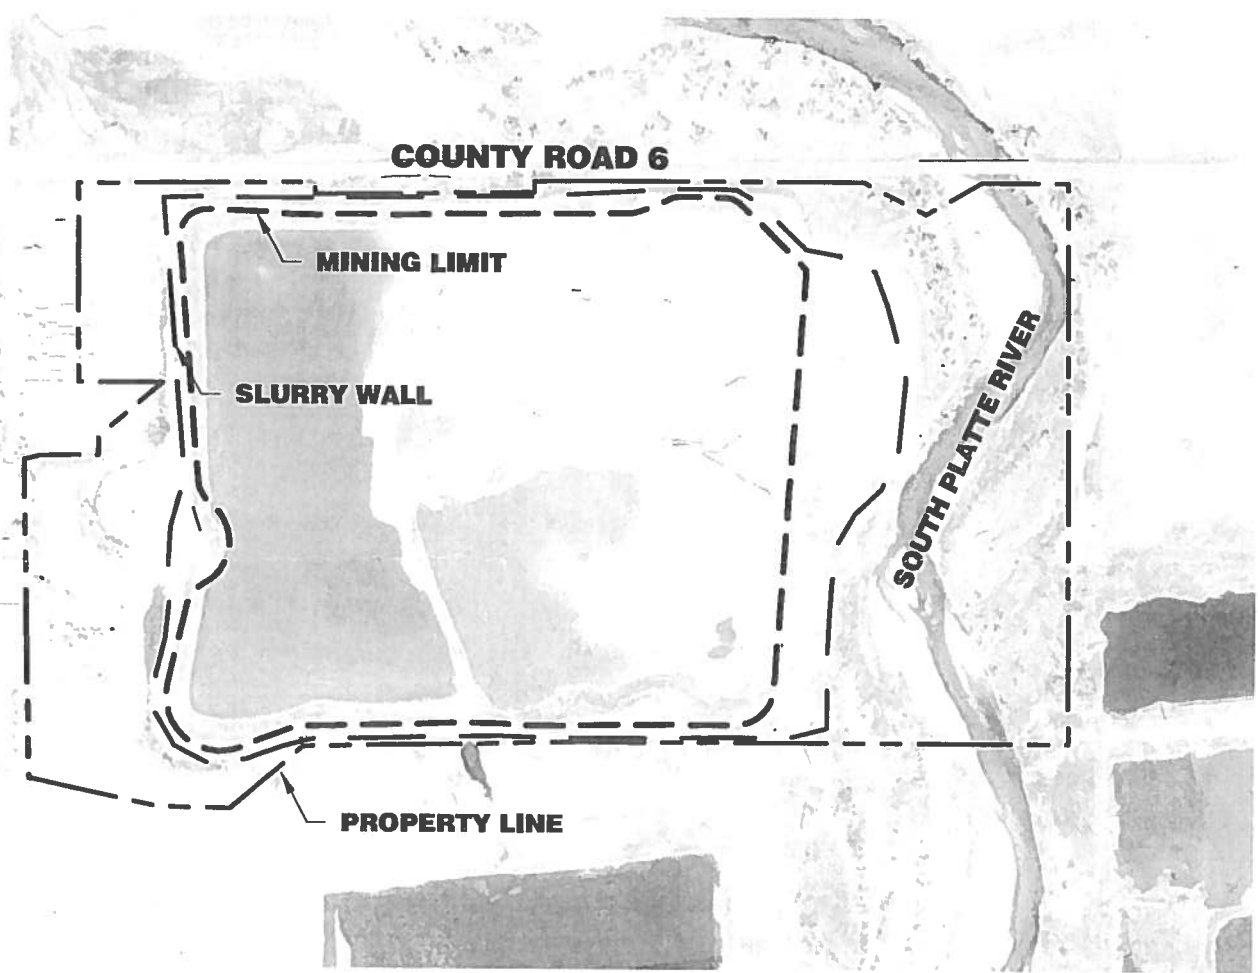 COUNTY ROAD 6
MINING LIMIT
SLURRY WALL
SOUTH PLATTE RIVER
PROPERTY LINE